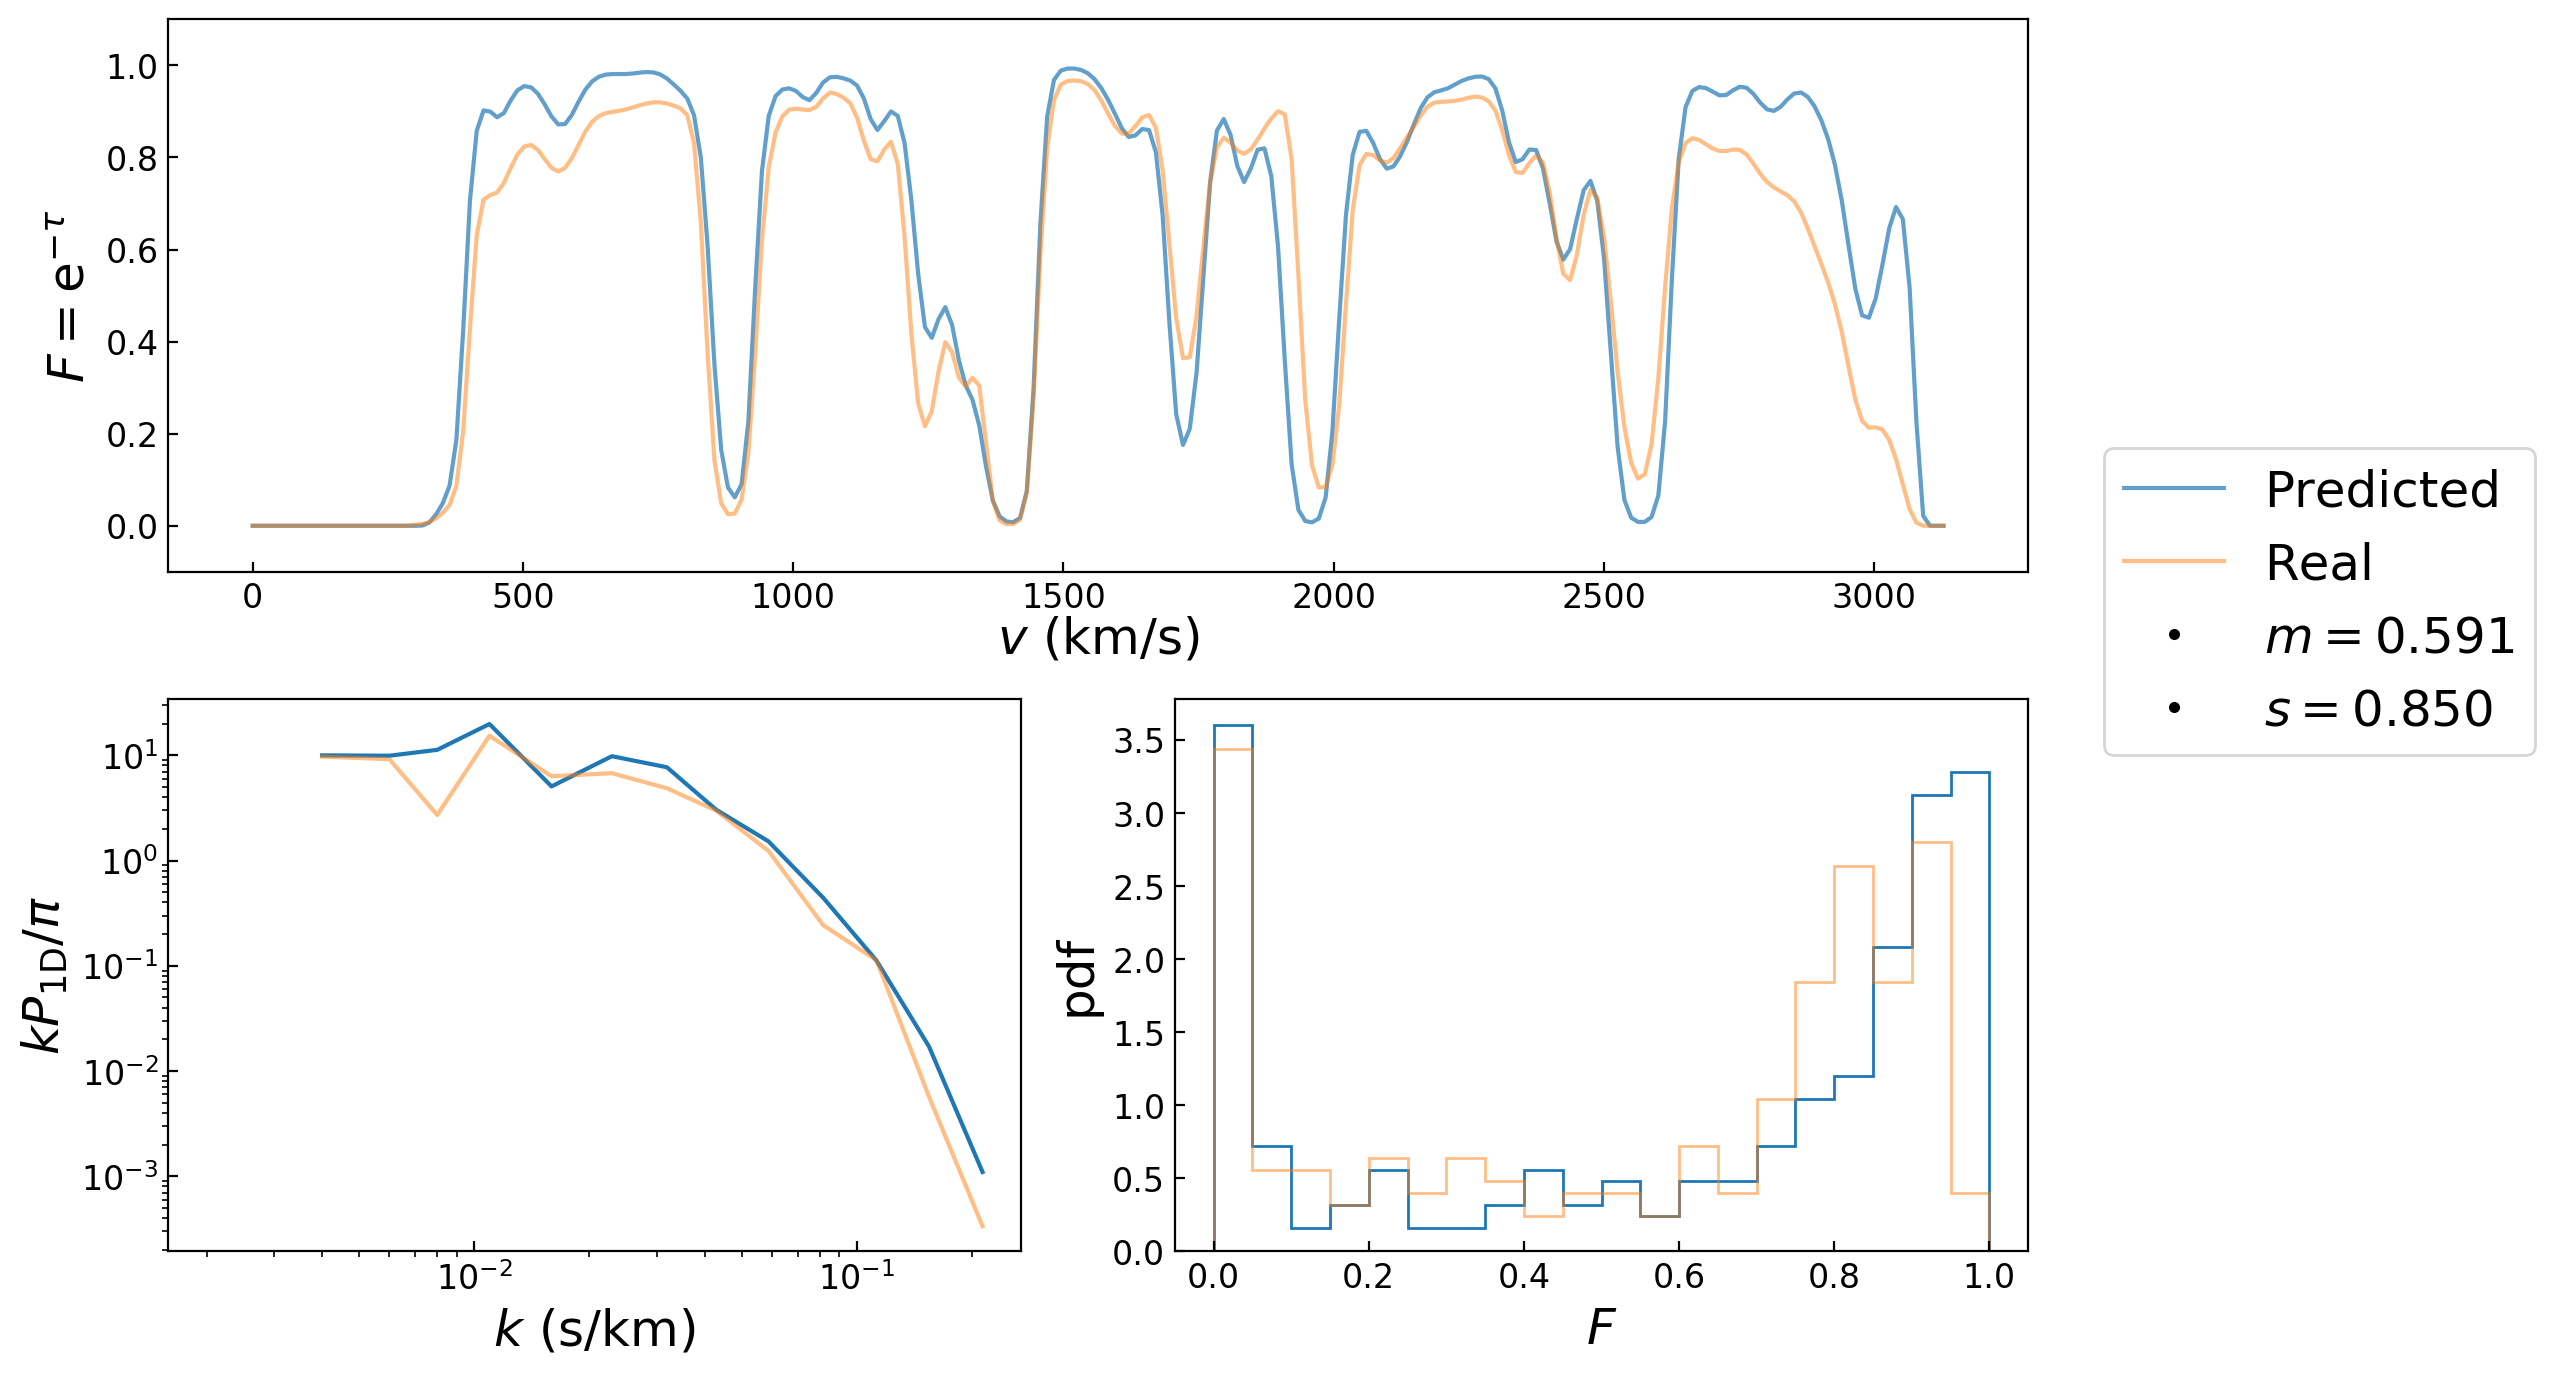 1.0
0.8
0.6
0.4
0.2
0.0
F = e^{-τ}
0 500 1000 1500 2000 2500 3000
v (km/s)
Predicted
Real
m = 0.591
s = 0.850
10^1
10^0
10^{-1}
10^{-2}
10^{-3}
kP_{1D}/π
10^{-2} 10^{-1}
k (s/km)
3.5
3.0
2.5
2.0
1.5
1.0
0.5
0.0
pdf
0.0 0.2 0.4 0.6 0.8 1.0
F